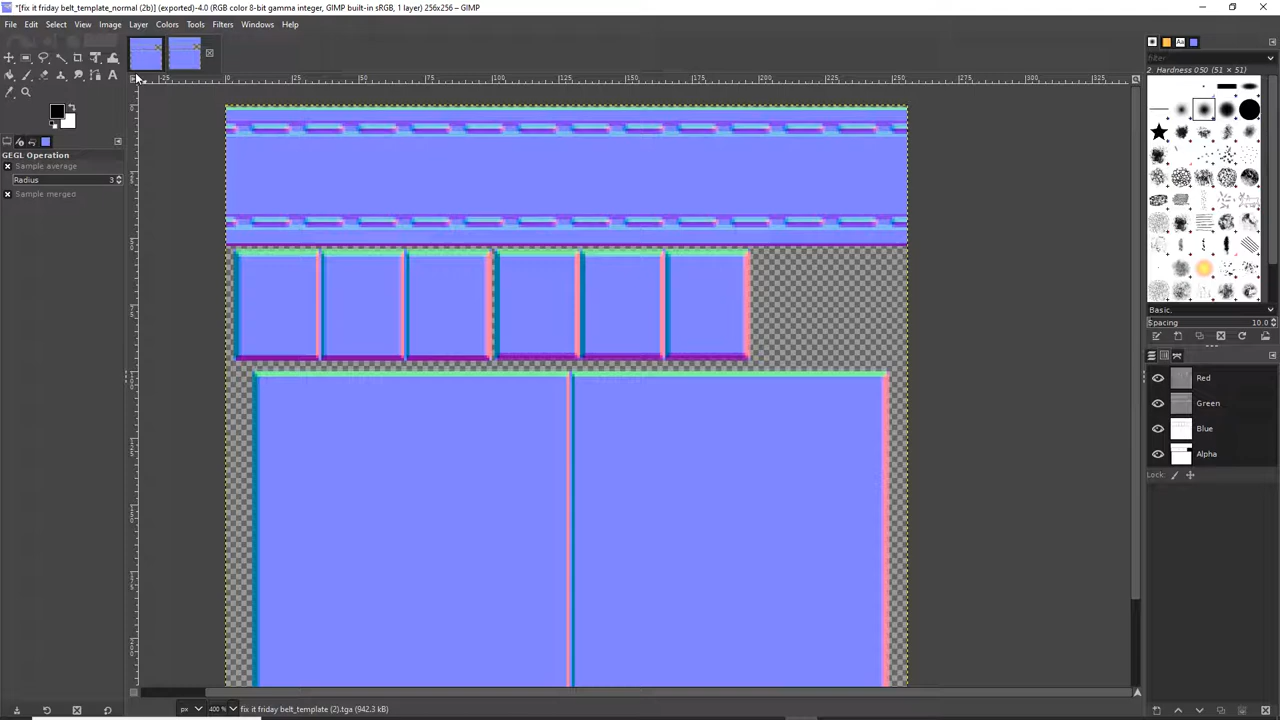 *[fix it friday belt_template_normal (2b)] (exported)-4.0 (RGB color 8-bit gamma integer, GIMP built-in sRGB, 1 layer) 256x256 – GIMP
File Edit Select View Image Layer Colors Tools Filters Windows Help
GEGL Operation
Sample average
Radius 3
Sample merged
Filter
2. Hardness 050 (51 × 51)
Basic.
Spacing 10.0
Red
Green
Blue
Alpha
Lock:
px 400 % fix it friday belt_template (2).tga (942.3 kB)